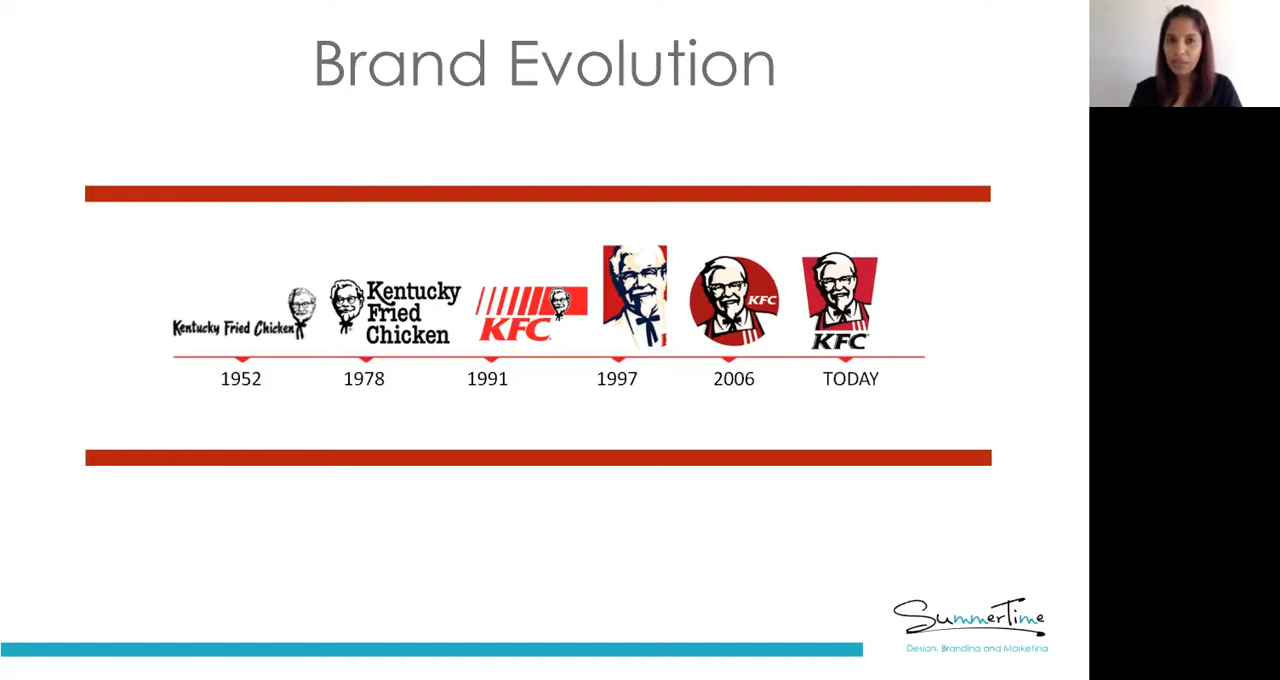 Brand Evolution
Kentucky Fried Chicken
Kentucky
Fried
Chicken
KFC
KFC
KFC
1952
1978
1991
1997
2006
TODAY
SummerTime
Design, Branding and Marketing